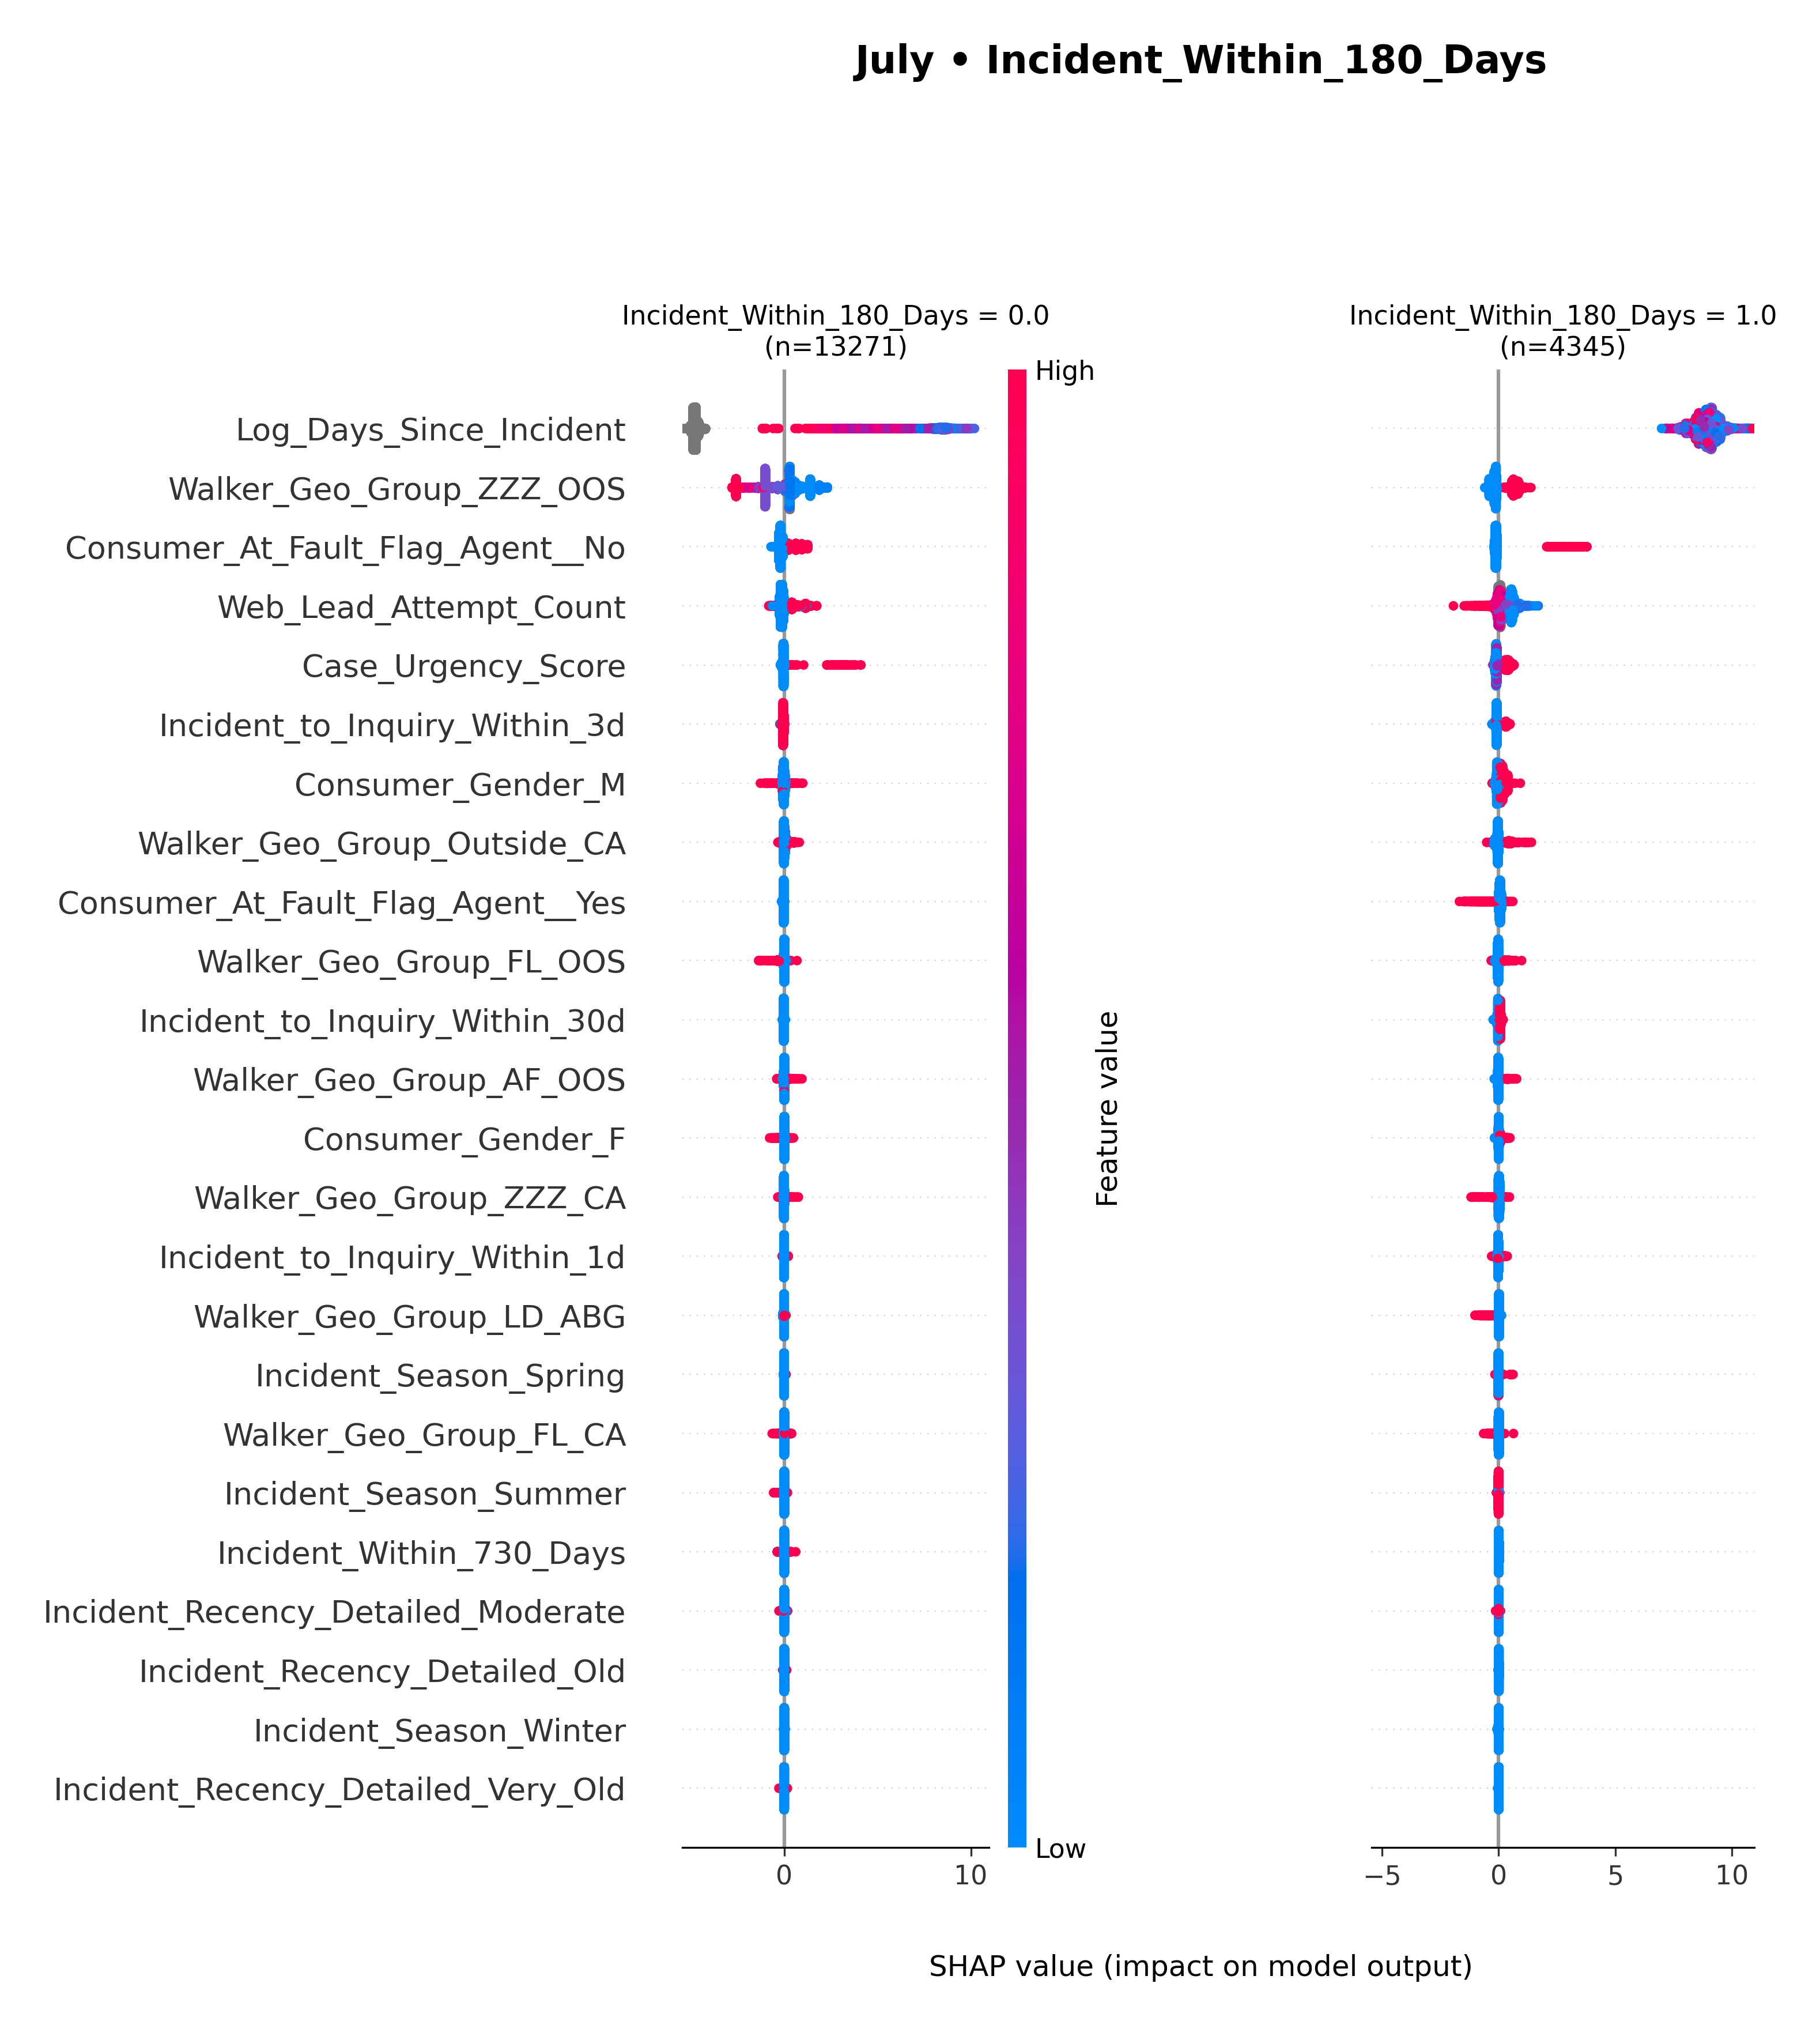 July • Incident_Within_180_Days
Incident_Within_180_Days = 0.0
(n=13271)
Incident_Within_180_Days = 1.0
(n=4345)
High
Log_Days_Since_Incident
Walker_Geo_Group_ZZZ_OOS
Consumer_At_Fault_Flag_Agent__No
Web_Lead_Attempt_Count
Case_Urgency_Score
Incident_to_Inquiry_Within_3d
Consumer_Gender_M
Walker_Geo_Group_Outside_CA
Consumer_At_Fault_Flag_Agent__Yes
Walker_Geo_Group_FL_OOS
Incident_to_Inquiry_Within_30d
Walker_Geo_Group_AF_OOS
Consumer_Gender_F
Walker_Geo_Group_ZZZ_CA
Incident_to_Inquiry_Within_1d
Walker_Geo_Group_LD_ABG
Incident_Season_Spring
Walker_Geo_Group_FL_CA
Incident_Season_Summer
Incident_Within_730_Days
Incident_Recency_Detailed_Moderate
Incident_Recency_Detailed_Old
Incident_Season_Winter
Incident_Recency_Detailed_Very_Old
Feature value
Low
0 10
−5 0 5 10
SHAP value (impact on model output)